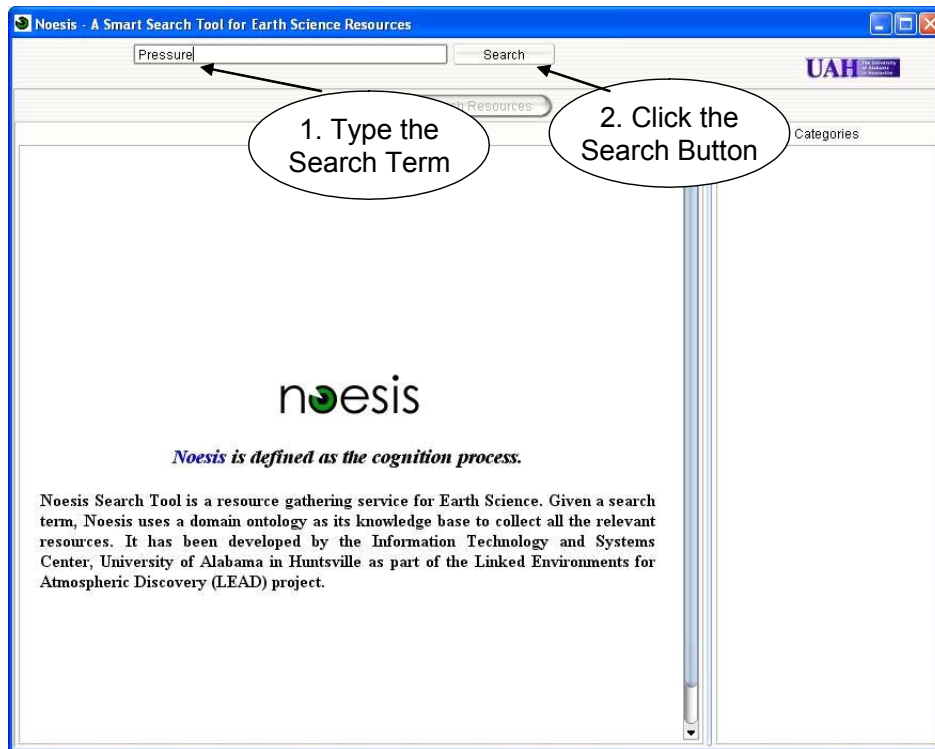 Noesis - A Smart Search Tool for Earth Science Resources
Pressure
Search
UAH
Resources
1. Type the
Search Term
2. Click the
Search Button
Categories
noesis
Noesis is defined as the cognition process.
Noesis Search Tool is a resource gathering service for Earth Science. Given a search
term, Noesis uses a domain ontology as its knowledge base to collect all the relevant
resources. It has been developed by the Information Technology and Systems
Center, University of Alabama in Huntsville as part of the Linked Environments for
Atmospheric Discovery (LEAD) project.